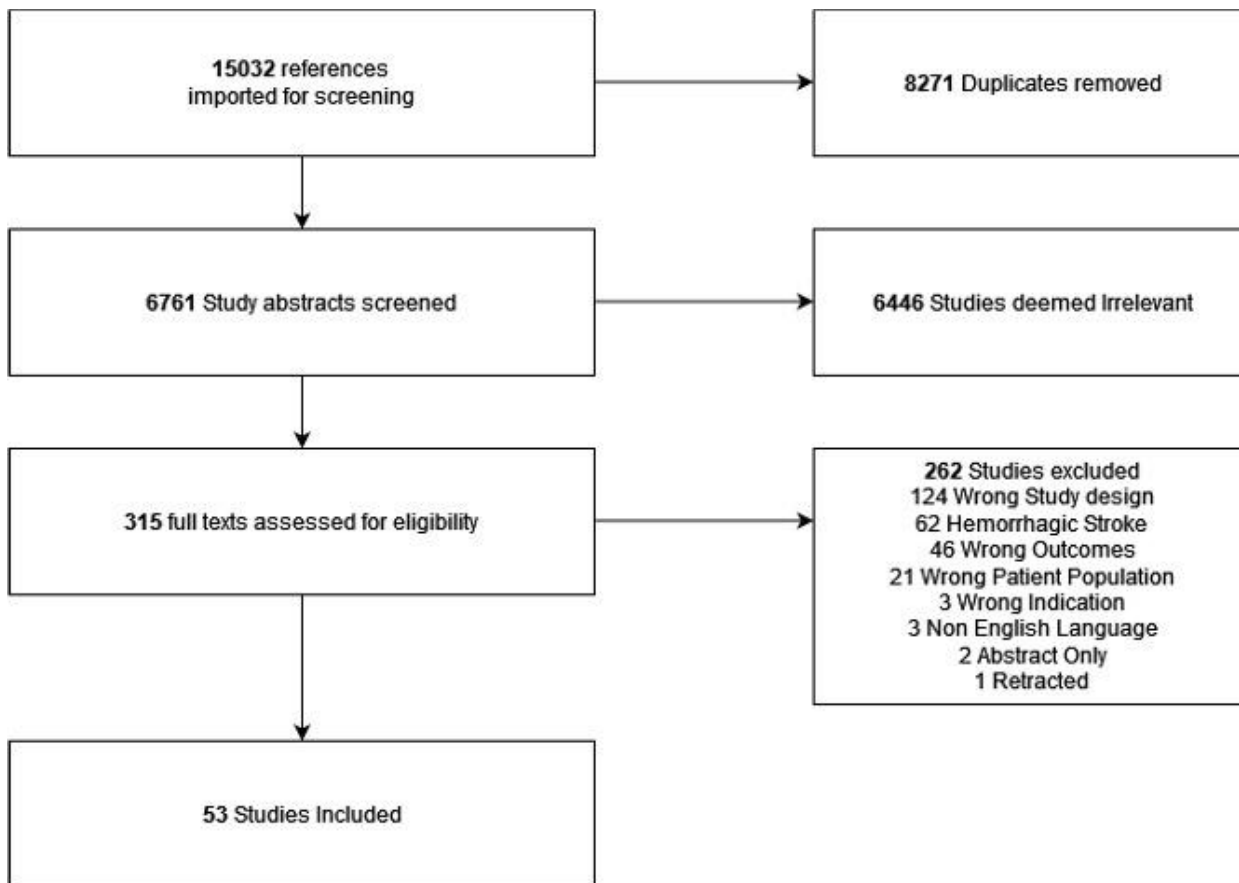 15032 references
imported for screening
8271 Duplicates removed
6761 Study abstracts screened
6446 Studies deemed Irrelevant
315 full texts assessed for eligibility
262 Studies excluded
124 Wrong Study design
62 Hemorrhagic Stroke
46 Wrong Outcomes
21 Wrong Patient Population
3 Wrong Indication
3 Non English Language
2 Abstract Only
1 Retracted
53 Studies Included